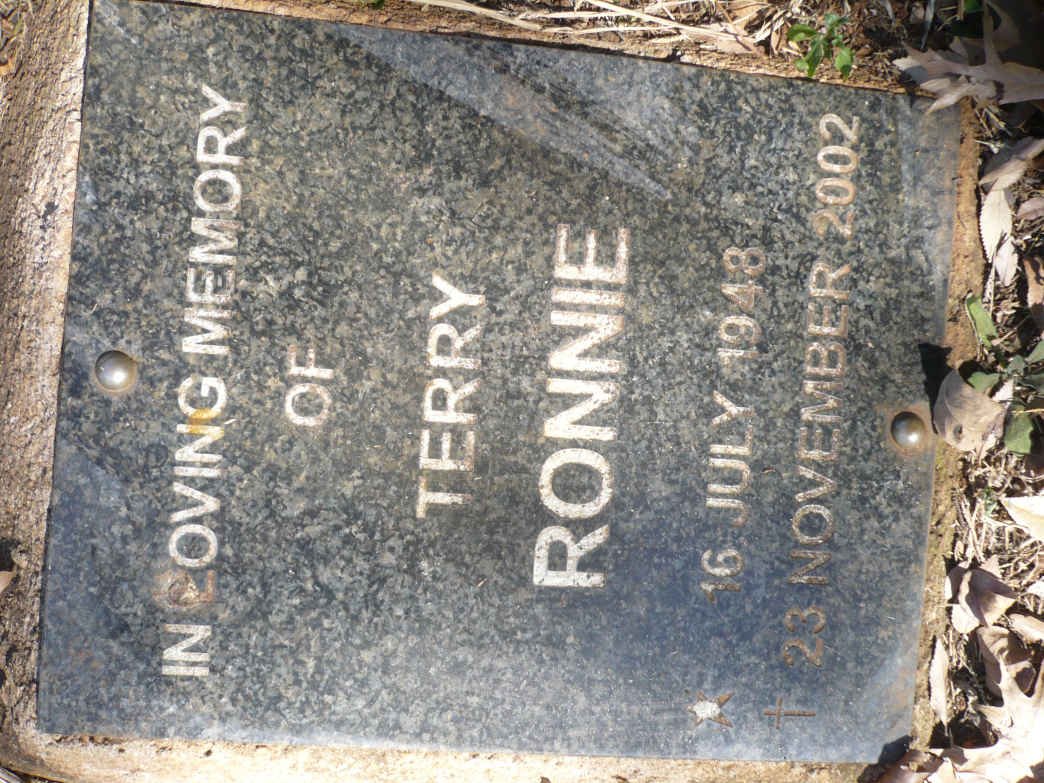 IN LOVING MEMORY
OF
TERRY
RONNIE
16 JULY 1948
23 NOVEMBER 2002